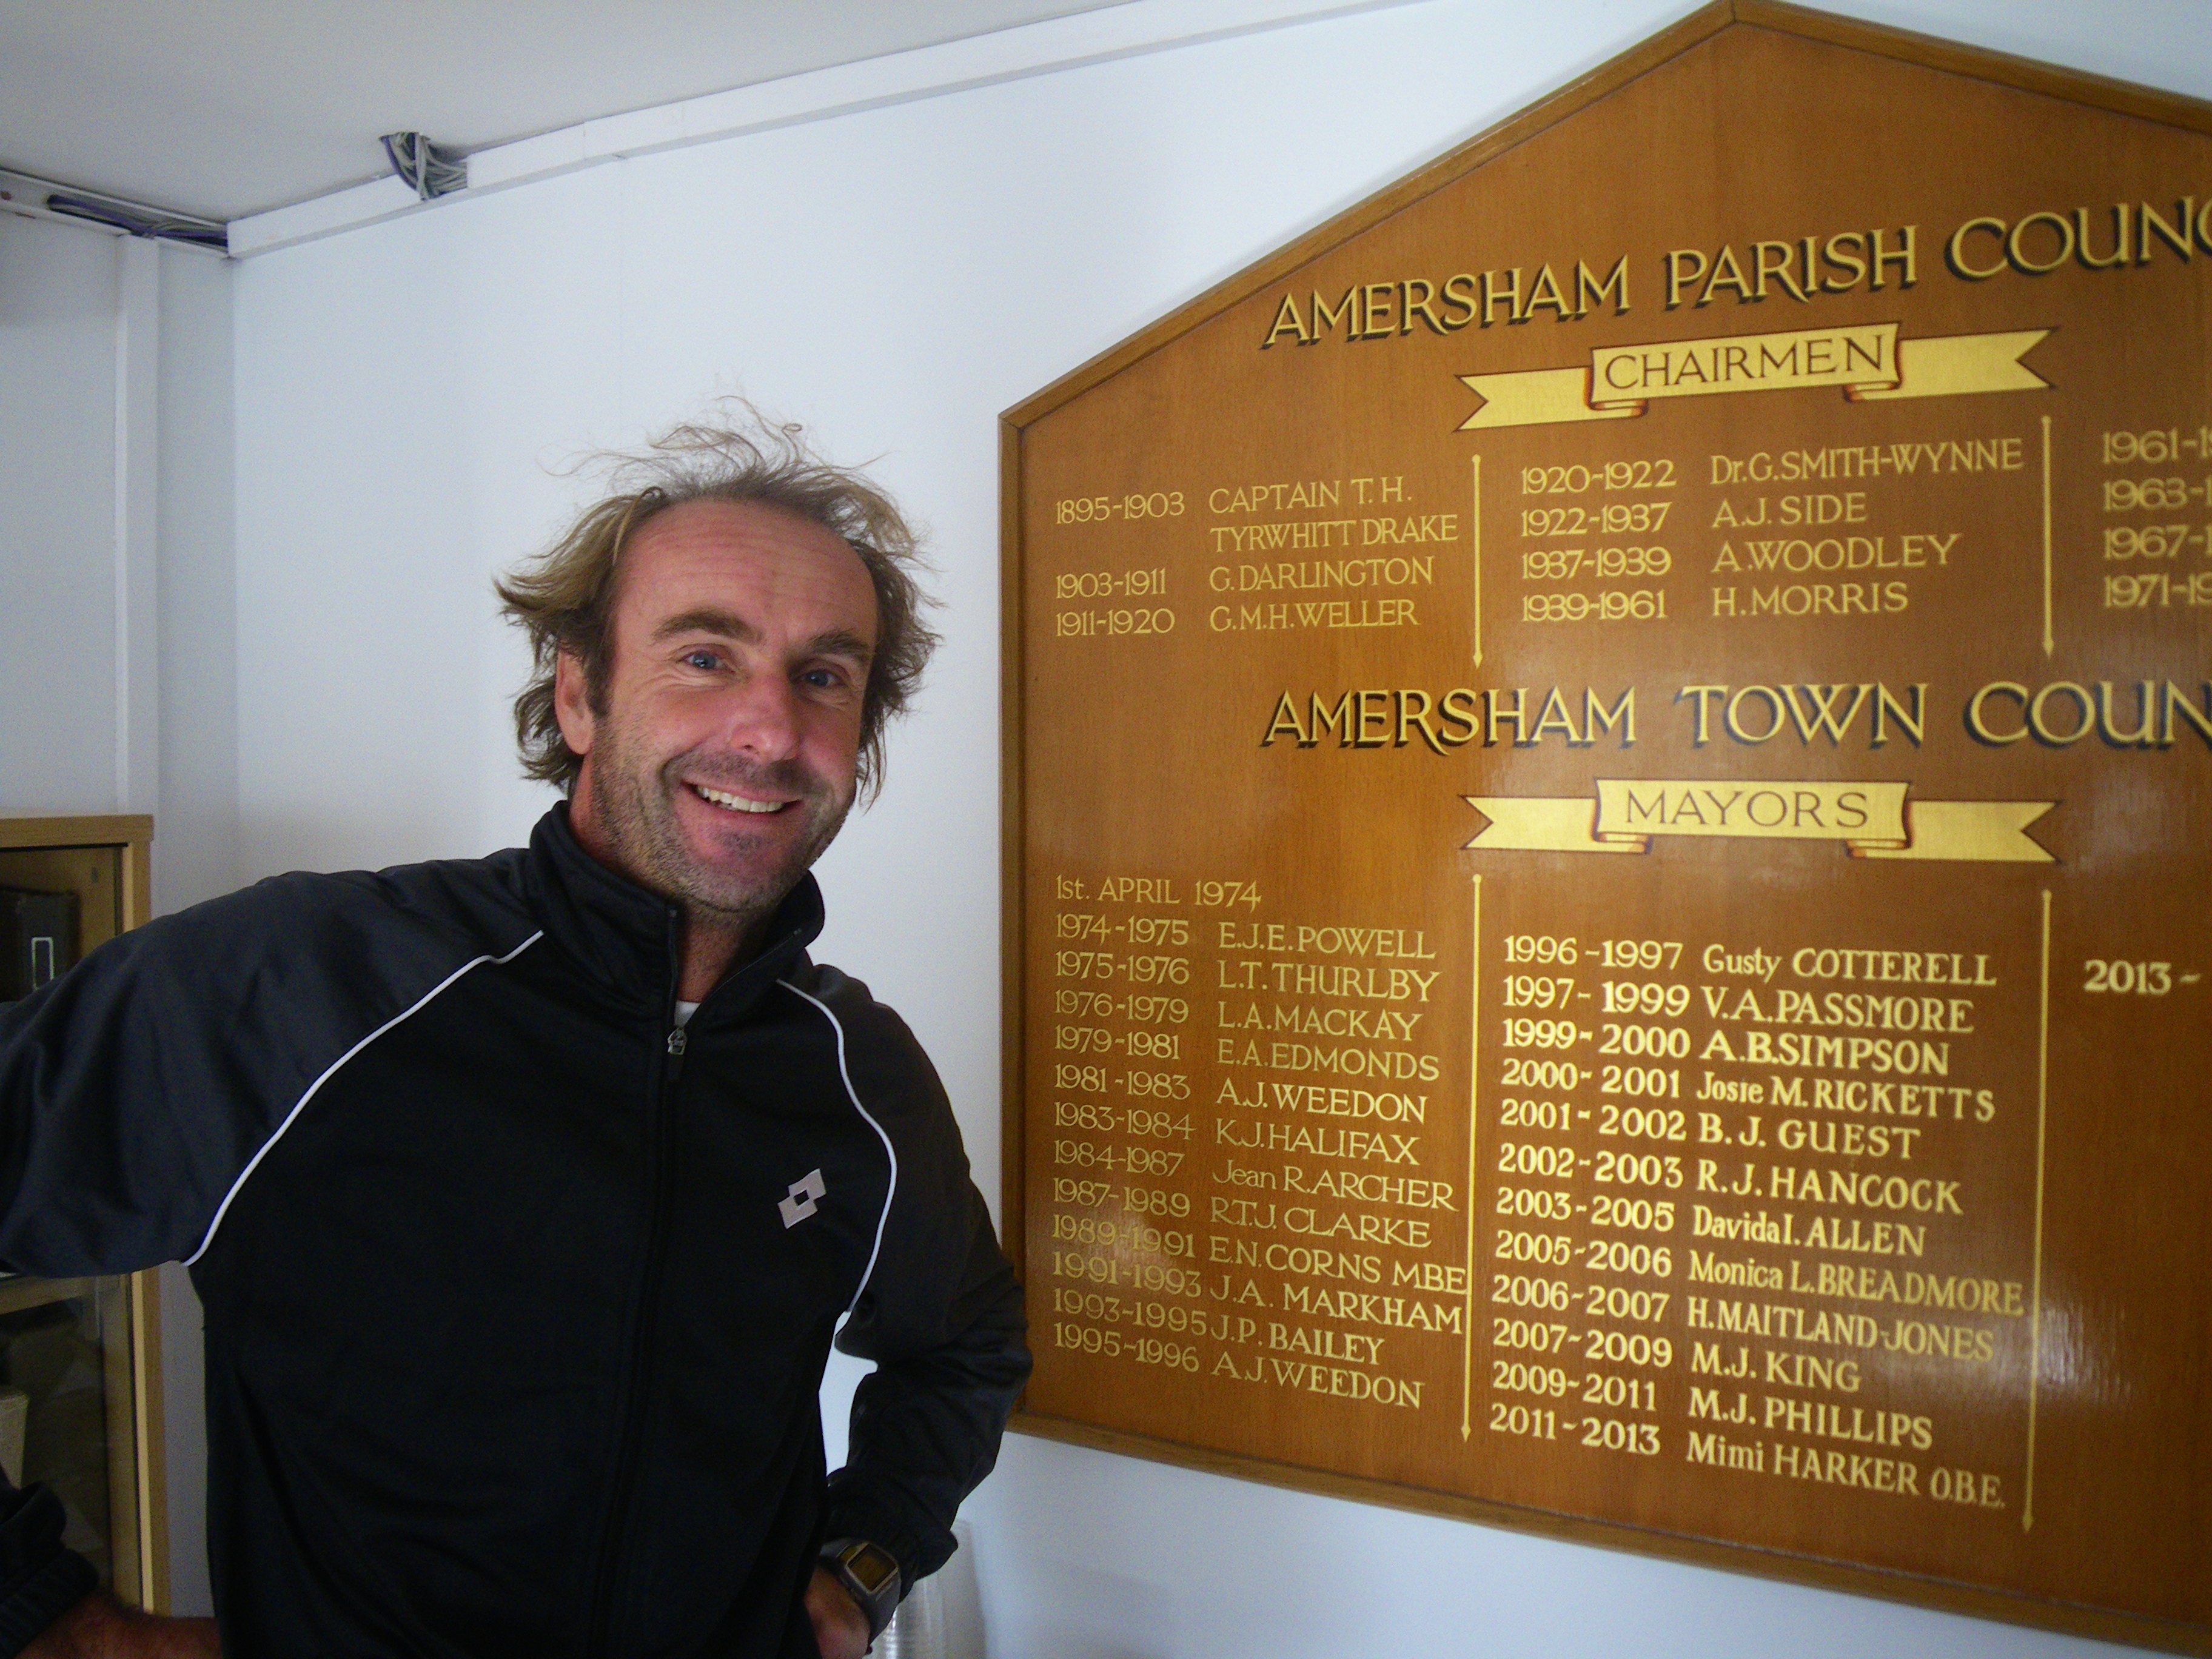 AMERSHAM PARISH
CHAIRMEN
1895-1903 CAPTAIN T. H.
TYRWHITT DRAKE
1903-1911 G. DARLINGTON
1911-1920 G.M.H. WELLER
1920-1922 Dr. G. SMITH-WYNNE
1922-1937 A.J. SIDE
1937-1939 A. WOODLEY
1939-1961 H. MORRIS
1961-
1963-
1967-
1971-
AMERSHAM TOWN
MAYORS
1st. APRIL 1974
1974-1975 E.J.E. POWELL
1975-1976 L.T. THURLBY
1976-1979 L.A. MACKAY
1979-1981 E.A. EDMONDS
1981-1983 A.J. WEEDON
1983-1984 K.J. HALIFAX
1984-1987 Jean R. ARCHER
1987-1989 R.T.J. CLARKE
1989-1991 E.N. CORNS MBE
1991-1993 J.A. MARKHAM
1993-1995 J.P. BAILEY
1995-1996 A.J. WEEDON
1996-1997 Gusty COTTERELL
1997-1999 V.A. PASSMORE
1999-2000 A.B. SIMPSON
2000-2001 Josie M. RICKETTS
2001-2002 B. J. GUEST
2002-2003 R. J. HANCOCK
2003-2005 Davida I. ALLEN
2005-2006 Monica L. BREADMORE
2006-2007 H. MAITLAND-JONES
2007-2009 M.J. KING
2009-2011 M.J. PHILLIPS
2011-2013 Mimi HARKER O.B.E.
2013-